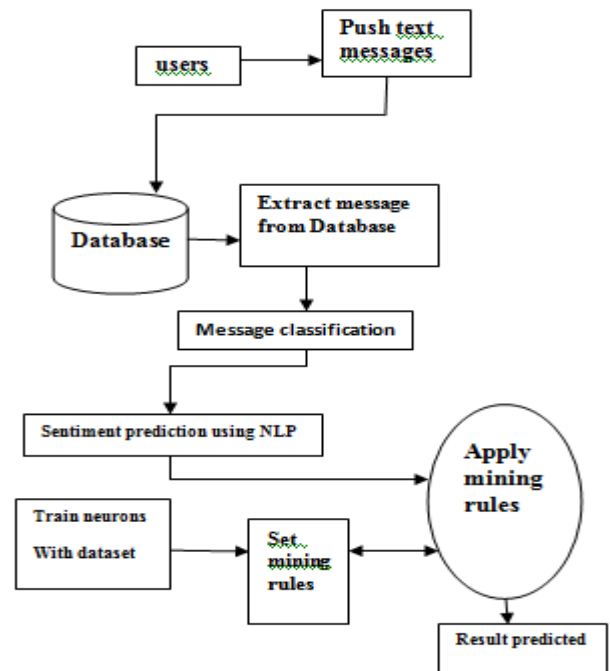 users
Push text
messages
Database
Extract message
from Database
Message classification
Sentiment prediction using NLP
Apply
mining
rules
Train neurons
With dataset
Set
mining
rules
Result predicted